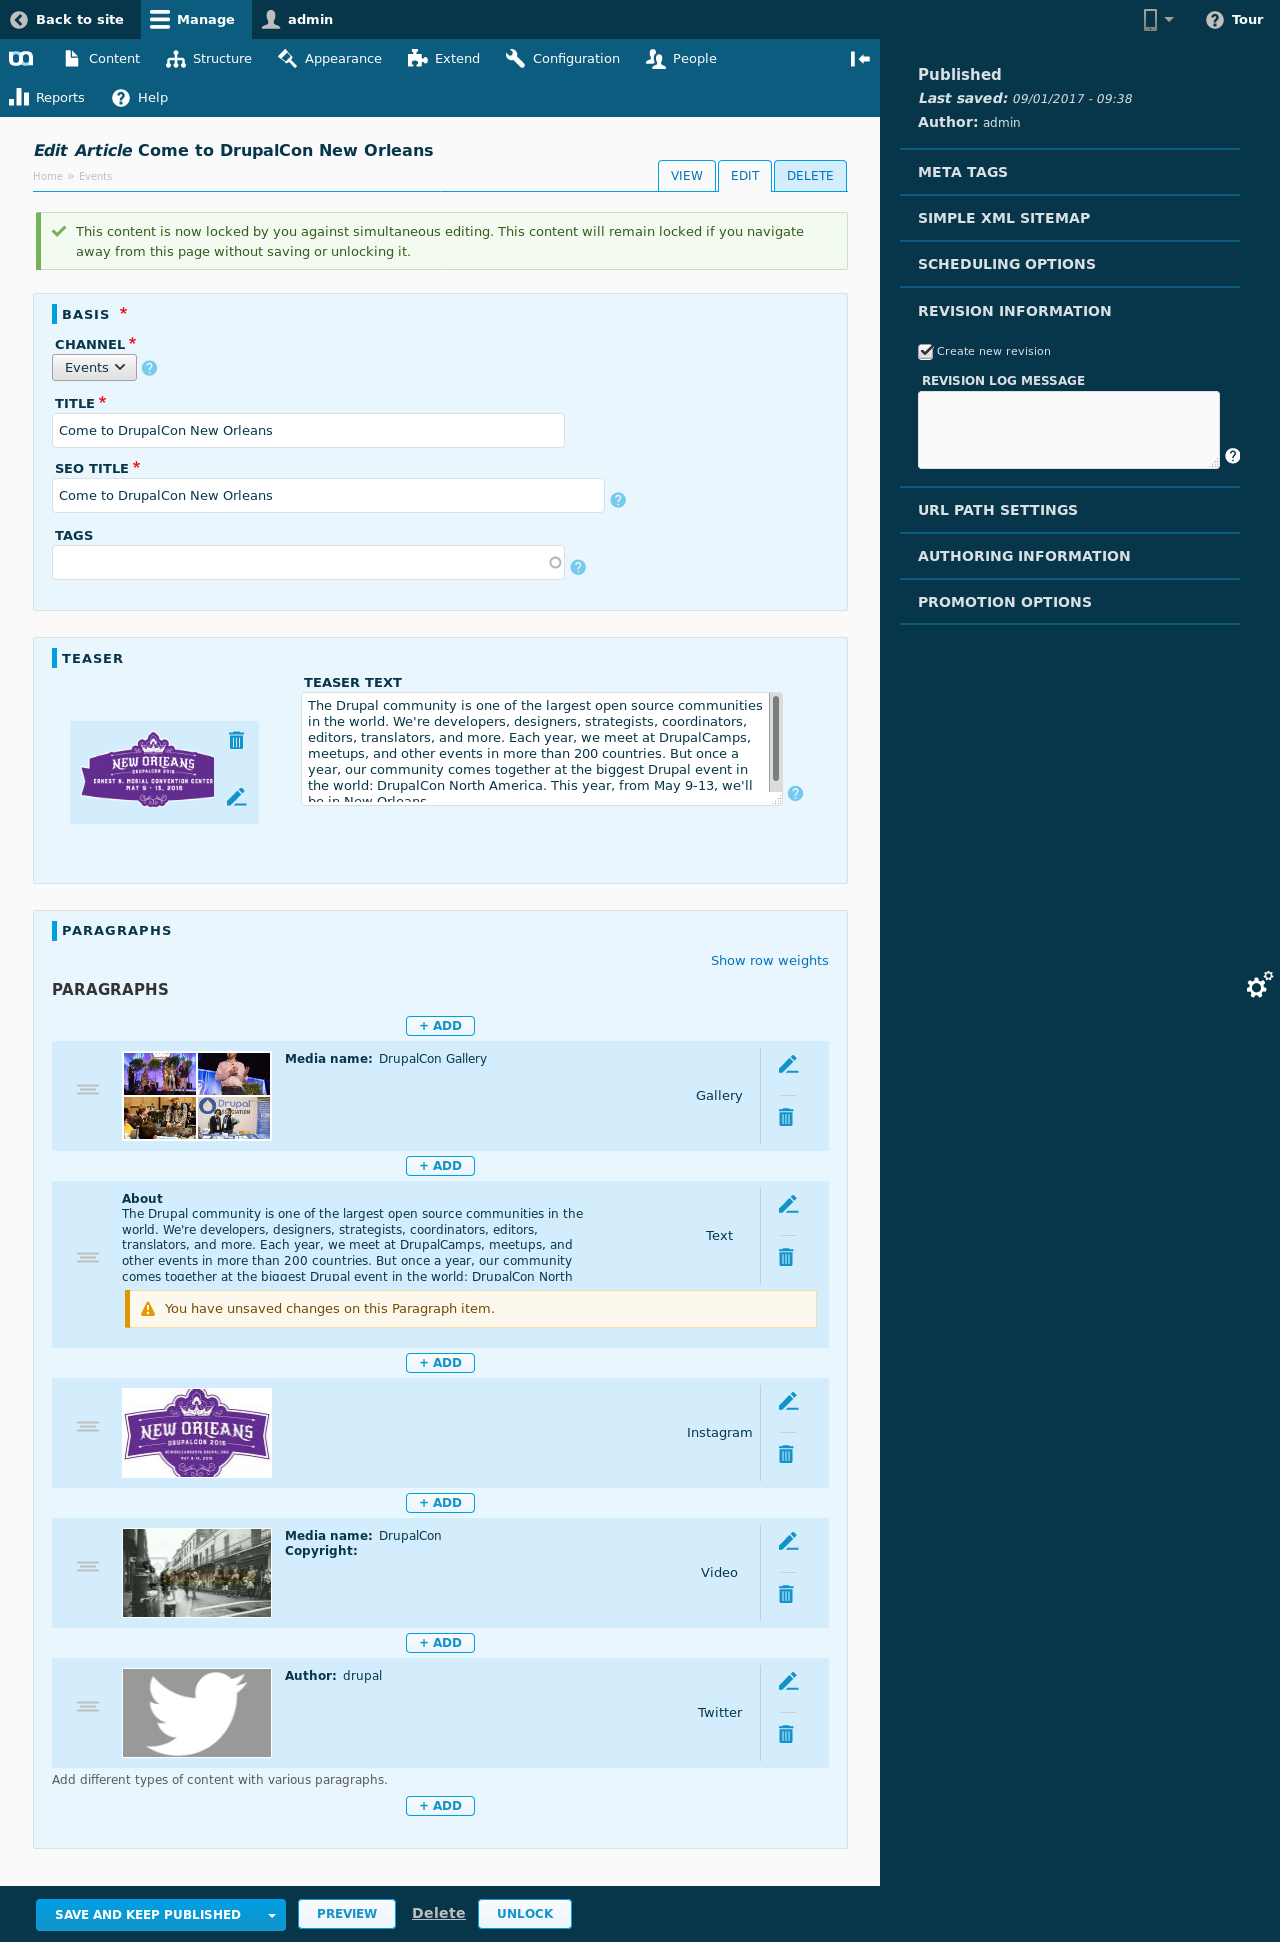 Back to site
Manage
admin
Tour
Content
Structure
Appearance
Extend
Configuration
People
Reports
Help
Edit Article Come to DrupalCon New Orleans
Home » Events
VIEW
EDIT
DELETE
This content is now locked by you against simultaneous editing. This content will remain locked if you navigate
away from this page without saving or unlocking it.
BASIS *
CHANNEL *
Events
TITLE *
Come to DrupalCon New Orleans
SEO TITLE *
Come to DrupalCon New Orleans
TAGS
TEASER
NEW ORLEANS
DRUPALCON 2016
ERNEST N. MORIAL CONVENTION CENTER
MAY 9 - 13, 2016
TEASER TEXT
The Drupal community is one of the largest open source communities
in the world. We're developers, designers, strategists, coordinators,
editors, translators, and more. Each year, we meet at DrupalCamps,
meetups, and other events in more than 200 countries. But once a
year, our community comes together at the biggest Drupal event in
the world: DrupalCon North America. This year, from May 9-13, we'll
be in New Orleans
PARAGRAPHS
Show row weights
PARAGRAPHS
+ ADD
Drupal
ASSOCIATION
Media name: DrupalCon Gallery
Gallery
+ ADD
About
The Drupal community is one of the largest open source communities in the
world. We're developers, designers, strategists, coordinators, editors,
translators, and more. Each year, we meet at DrupalCamps, meetups, and
other events in more than 200 countries. But once a year, our community
comes together at the biggest Drupal event in the world: DrupalCon North
Text
You have unsaved changes on this Paragraph item.
+ ADD
NEW ORLEANS
DRUPALCON 2016
MAY 9-13, 2016
Instagram
+ ADD
Media name: DrupalCon
Copyright:
Video
+ ADD
Author: drupal
Twitter
Add different types of content with various paragraphs.
+ ADD
SAVE AND KEEP PUBLISHED
PREVIEW
Delete
UNLOCK
Published
Last saved: 09/01/2017 - 09:38
Author: admin
META TAGS
SIMPLE XML SITEMAP
SCHEDULING OPTIONS
REVISION INFORMATION
Create new revision
REVISION LOG MESSAGE
URL PATH SETTINGS
AUTHORING INFORMATION
PROMOTION OPTIONS